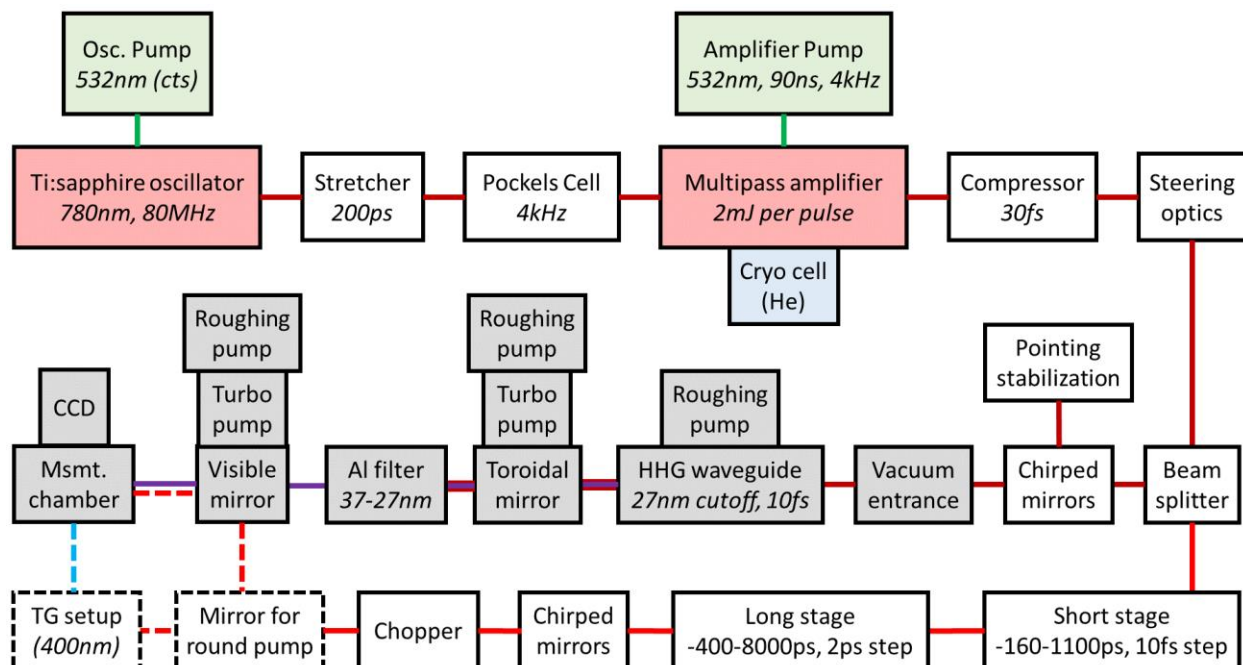 Osc. Pump
532nm (cts)
Amplifier Pump
532nm, 90ns, 4kHz
Ti:sapphire oscillator
780nm, 80MHz
Stretcher
200ps
Pockels Cell
4kHz
Multipass amplifier
2mJ per pulse
Compressor
30fs
Steering
optics
Cryo cell
(He)
Roughing
pump
Roughing
pump
Pointing
stabilization
CCD
Turbo
pump
Turbo
pump
Roughing
pump
Msmt.
chamber
Visible
mirror
Al filter
37-27nm
Toroidal
mirror
HHG waveguide
27nm cutoff, 10fs
Vacuum
entrance
Chirped
mirrors
Beam
splitter
TG setup
(400nm)
Mirror for
round pump
Chopper
Chirped
mirrors
Long stage
-400-8000ps, 2ps step
Short stage
-160-1100ps, 10fs step